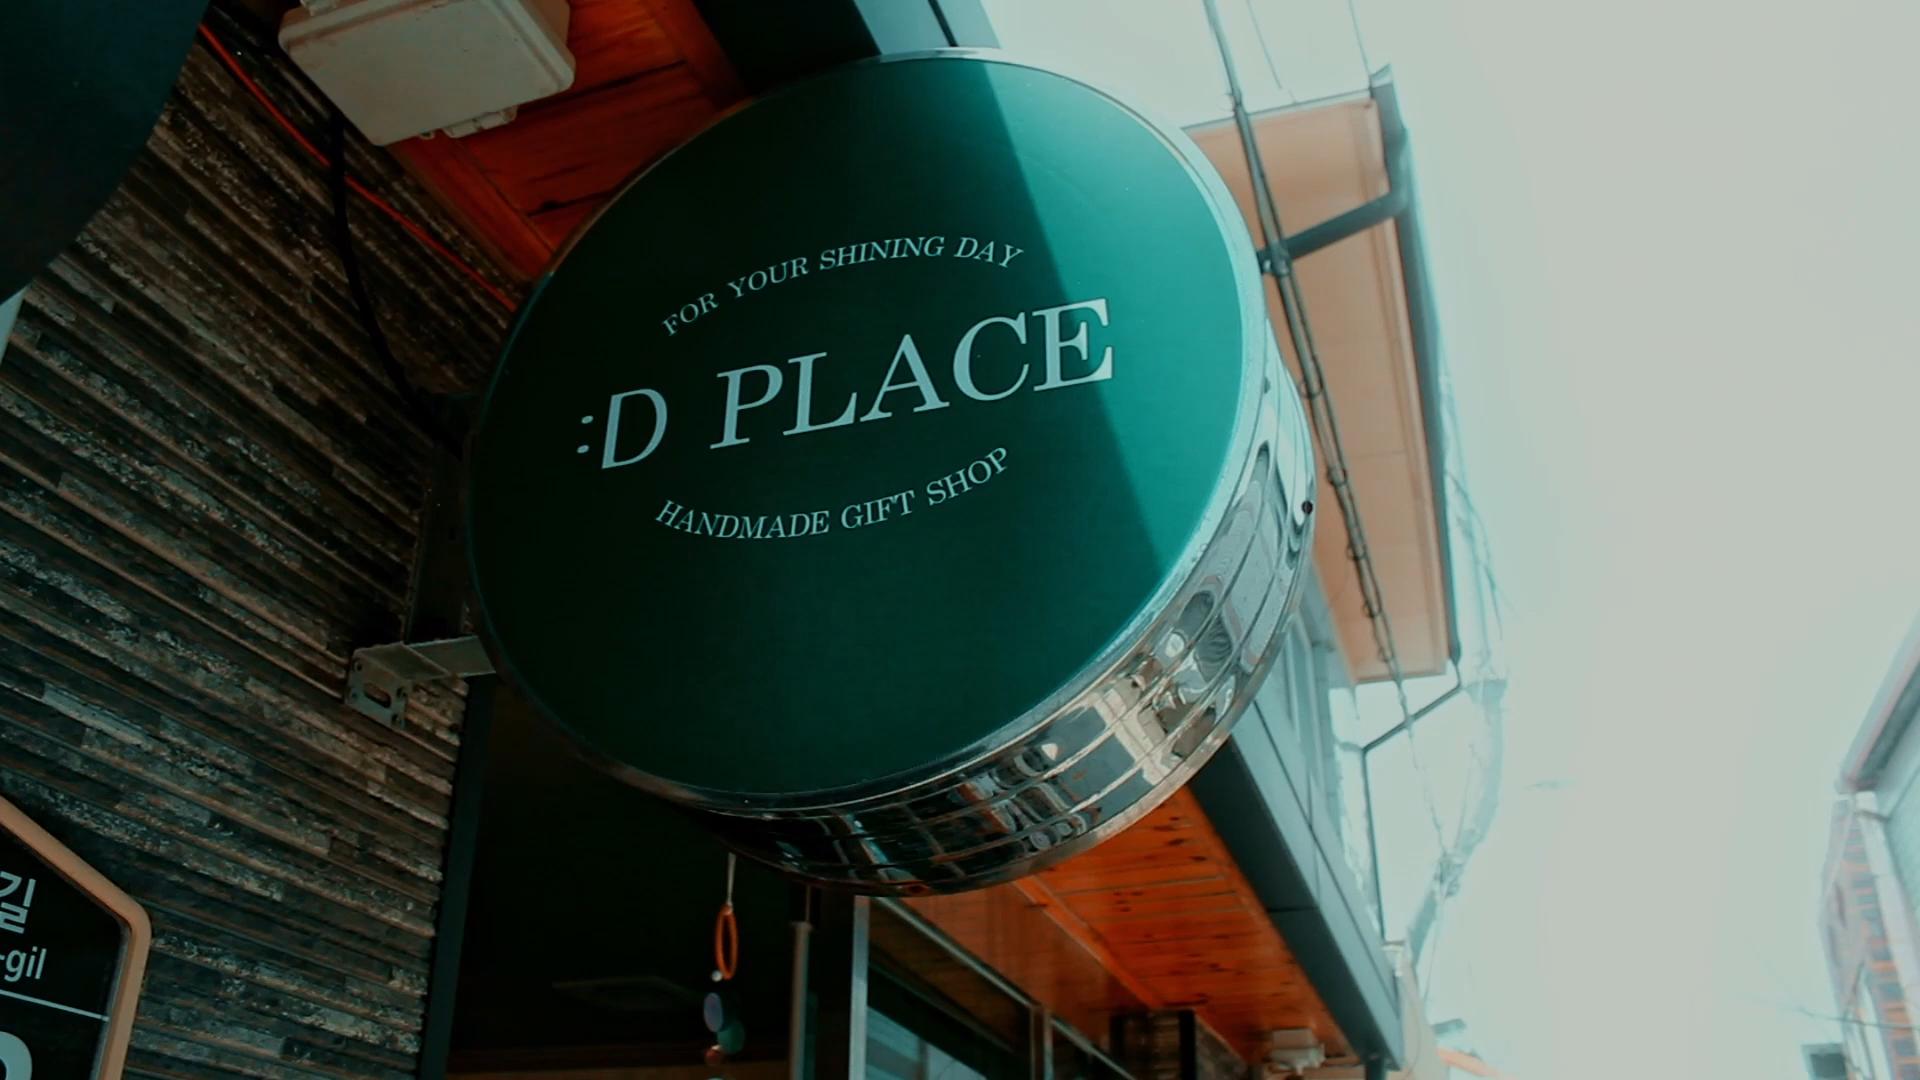 FOR YOUR SHINING DAY
:D PLACE
HANDMADE GIFT SHOP
길
-gil